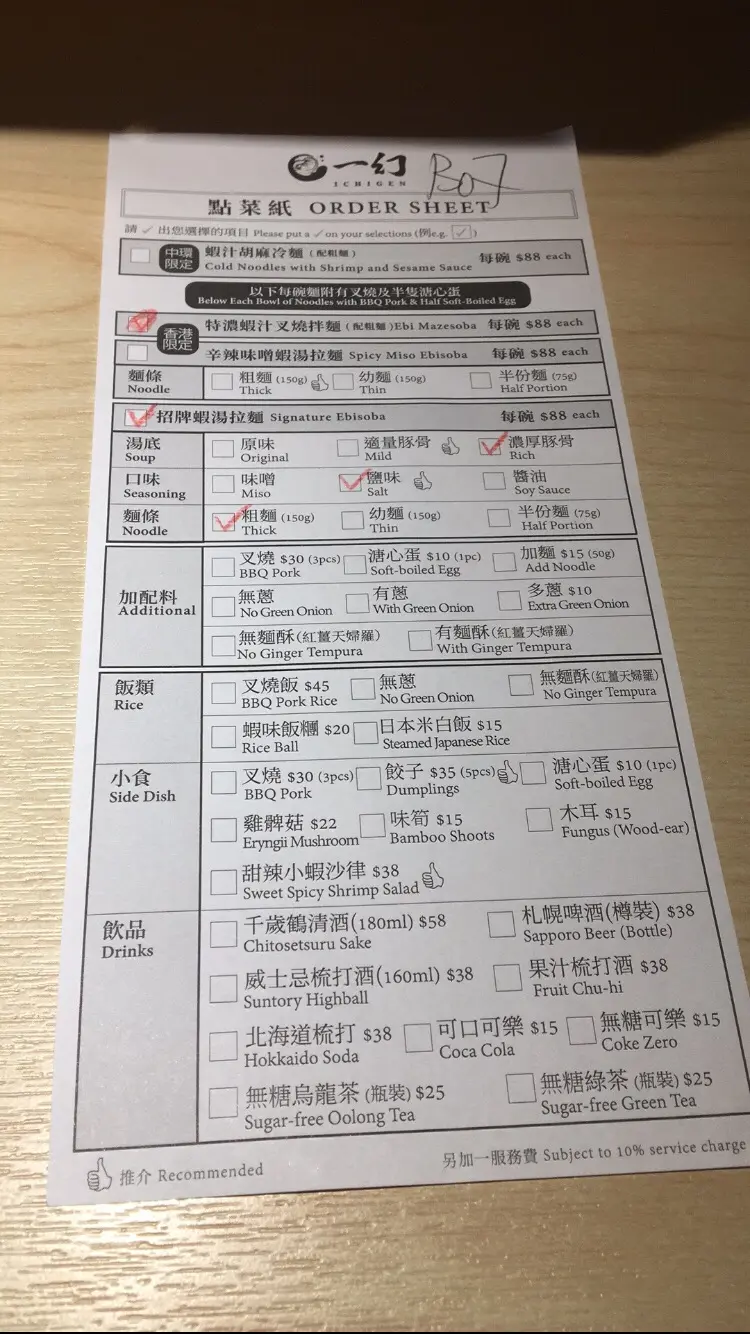 一幻 B07
ICHIGEN
點菜紙 ORDER SHEET
請 ✓ 出您選擇的項目 Please put a ✓ on your selections (例e.g. ✓)
中環限定 蝦汁胡麻冷麵 (配粗麵) 每碗 $88 each
Cold Noodles with Shrimp and Sesame Sauce
以下每碗麵附有叉燒及半隻溏心蛋
Below Each Bowl of Noodles with BBQ Pork & Half Soft-Boiled Egg
香港限定
特濃蝦汁叉燒拌麵 (配粗麵) Ebi Mazesoba 每碗 $88 each
辛辣味噌蝦湯拉麵 Spicy Miso Ebisoba 每碗 $88 each
麵條 粗麵 (150g) 幼麵 (150g) 半份麵 (75g)
Noodle Thick Thin Half Portion
招牌蝦湯拉麵 Signature Ebisoba 每碗 $88 each
湯底 原味 適量豚骨 濃厚豚骨
Soup Original Mild Rich
口味 味噌 鹽味 醬油
Seasoning Miso Salt Soy Sauce
麵條 粗麵 (150g) 幼麵 (150g) 半份麵 (75g)
Noodle Thick Thin Half Portion
加配料
Additional
叉燒 $30 (3pcs) 溏心蛋 $10 (1pc) 加麵 $15 (50g)
BBQ Pork Soft-boiled Egg Add Noodle
無蔥 有蔥 多蔥 $10
No Green Onion With Green Onion Extra Green Onion
無麵酥(紅薑天婦羅) 有麵酥(紅薑天婦羅)
No Ginger Tempura With Ginger Tempura
飯類 叉燒飯 $45 無蔥 無麵酥(紅薑天婦羅)
Rice BBQ Pork Rice No Green Onion No Ginger Tempura
蝦味飯糰 $20 日本米白飯 $15
Rice Ball Steamed Japanese Rice
小食 叉燒 $30 (3pcs) 餃子 $35 (5pcs) 溏心蛋 $10 (1pc)
Side Dish BBQ Pork Dumplings Soft-boiled Egg
雞髀菇 $22 味筍 $15 木耳 $15
Eryngii Mushroom Bamboo Shoots Fungus (Wood-ear)
甜辣小蝦沙律 $38
Sweet Spicy Shrimp Salad
飲品 千歲鶴清酒(180ml) $58 札幌啤酒(樽裝) $38
Drinks Chitosetsuru Sake Sapporo Beer (Bottle)
威士忌梳打酒(160ml) $38 果汁梳打酒 $38
Suntory Highball Fruit Chu-hi
北海道梳打 $38 可口可樂 $15 無糖可樂 $15
Hokkaido Soda Coca Cola Coke Zero
無糖烏龍茶 (瓶裝) $25 無糖綠茶 (瓶裝) $25
Sugar-free Oolong Tea Sugar-free Green Tea
推介 Recommended 另加一服務費 Subject to 10% service charge